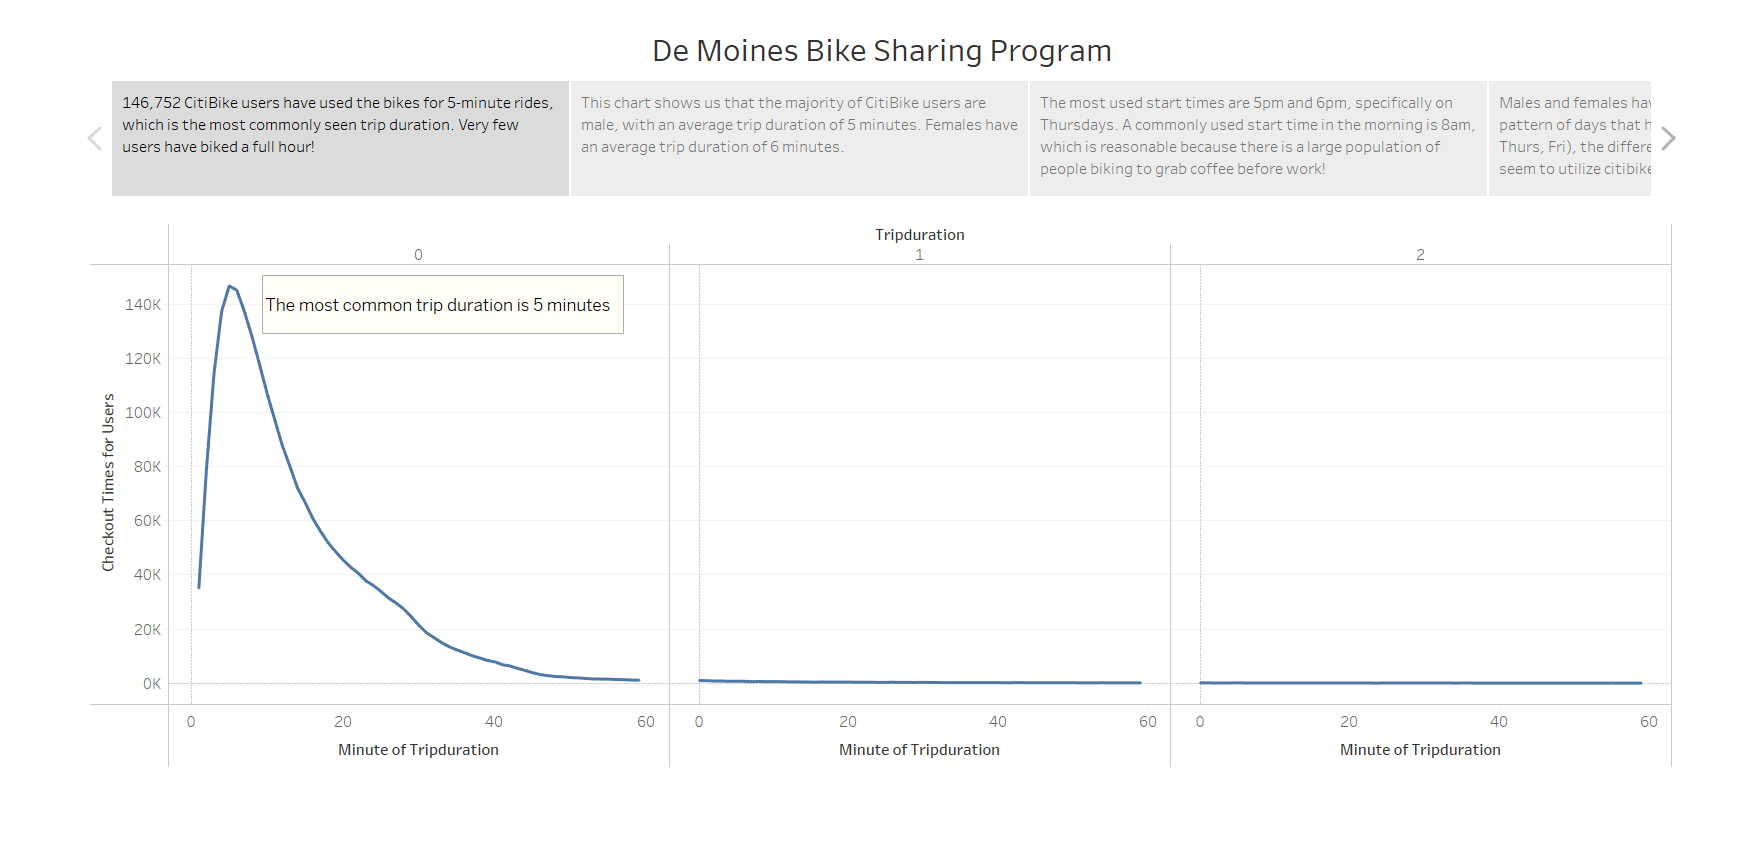 De Moines Bike Sharing Program
146,752 CitiBike users have used the bikes for 5-minute rides,
which is the most commonly seen trip duration. Very few
users have biked a full hour!
This chart shows us that the majority of CitiBike users are
male, with an average trip duration of 5 minutes. Females have
an average trip duration of 6 minutes.
The most used start times are 5pm and 6pm, specifically on
Thursdays. A commonly used start time in the morning is 8am,
which is reasonable because there is a large population of
people biking to grab coffee before work!
Males and females
pattern of days that
Thurs, Fri), the
seem to utilize
Tripduration
0 1 2
The most common trip duration is 5 minutes
Checkout Times for Users
140K
120K
100K
80K
60K
40K
20K
0K
0 20 40 60 0 20 40 60 0 20 40 60
Minute of Tripduration Minute of Tripduration Minute of Tripduration